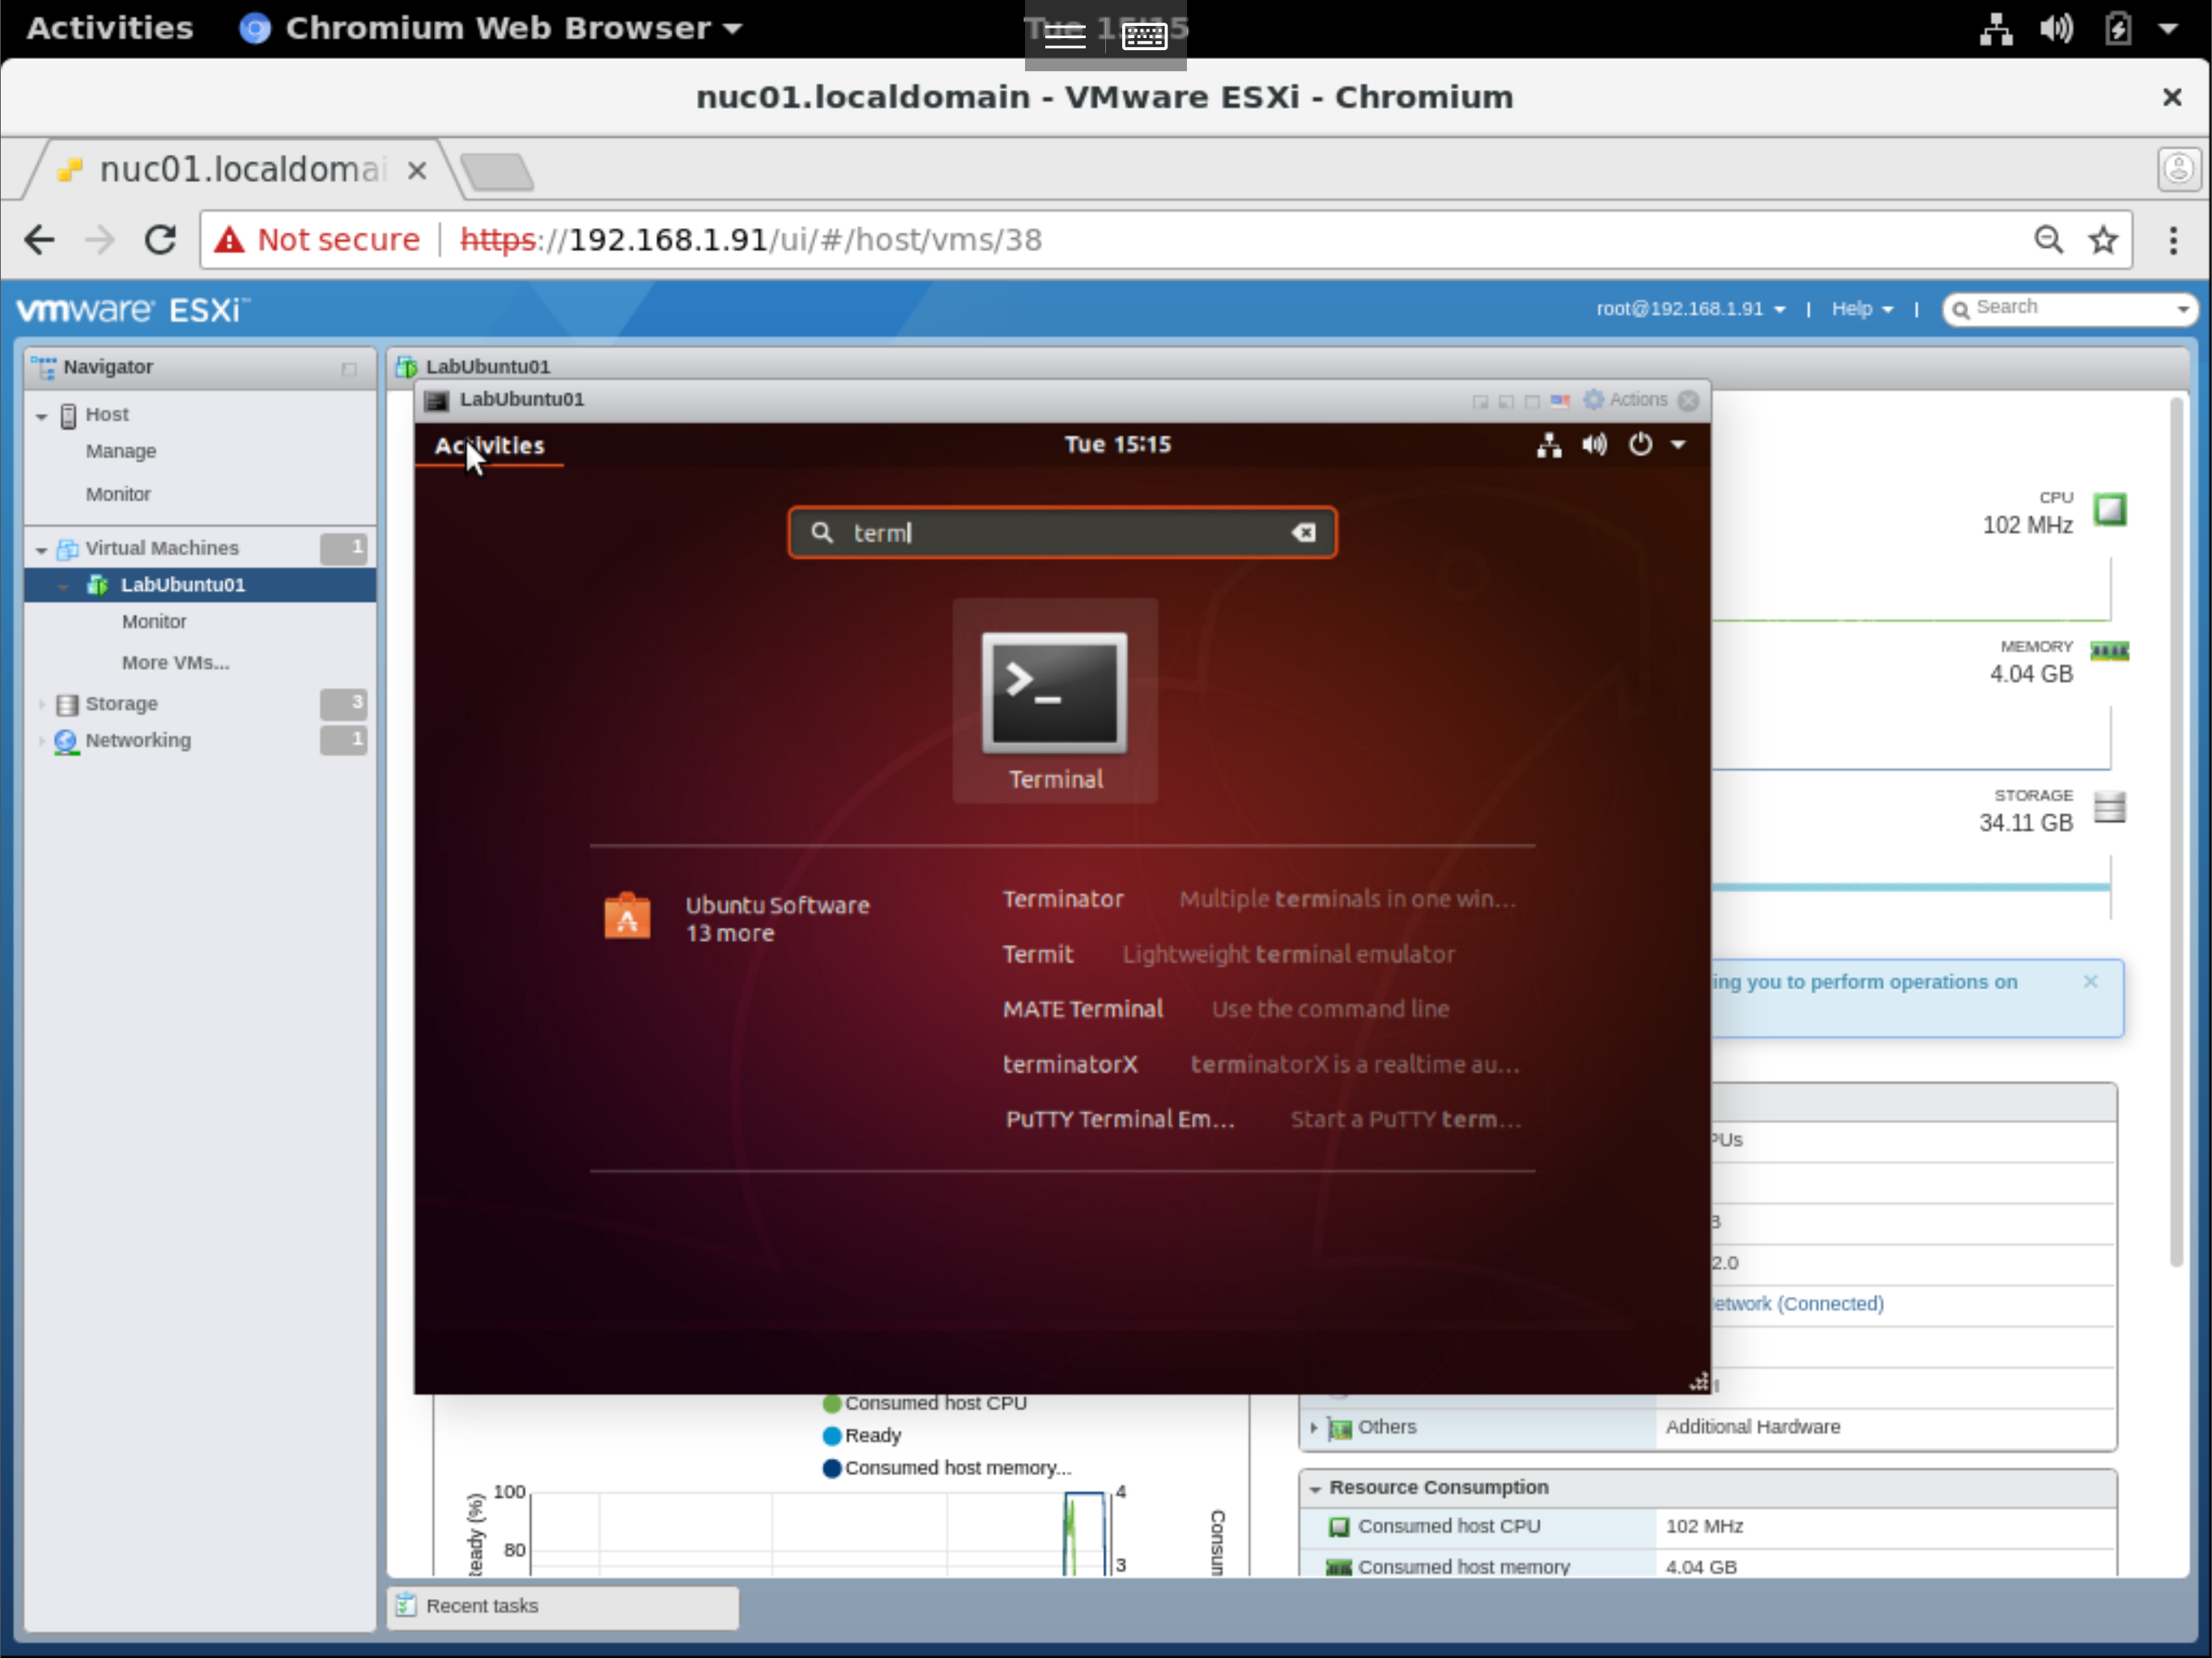 Activities Chromium Web Browser Tue 15:15
nuc01.localdomain - VMware ESXi - Chromium
nuc01.localdomai
Not secure https://192.168.1.91/ui/#/host/vms/38
vmware ESXi™ root@192.168.1.91 | Help | Search
Navigator
Host
Manage
Monitor
Virtual Machines 1
LabUbuntu01
Monitor
More VMs...
Storage 3
Networking 1
LabUbuntu01
LabUbuntu01 Actions
Activities Tue 15:15
term
Terminal
Ubuntu Software
13 more
Terminator Multiple terminals in one win...
Termit Lightweight terminal emulator
MATE Terminal Use the command line
terminatorX terminatorX is a realtime au...
PuTTY Terminal Em... Start a PuTTY term...
CPU
102 MHz
MEMORY
4.04 GB
STORAGE
34.11 GB
ing you to perform operations on
PUs
B
2.0
etwork (Connected)
Others Additional Hardware
Resource Consumption
Consumed host CPU 102 MHz
Consumed host memory 4.04 GB
Consumed host CPU
Ready
Consumed host memory...
100 4
80 3
eady (%)
Consum
Recent tasks